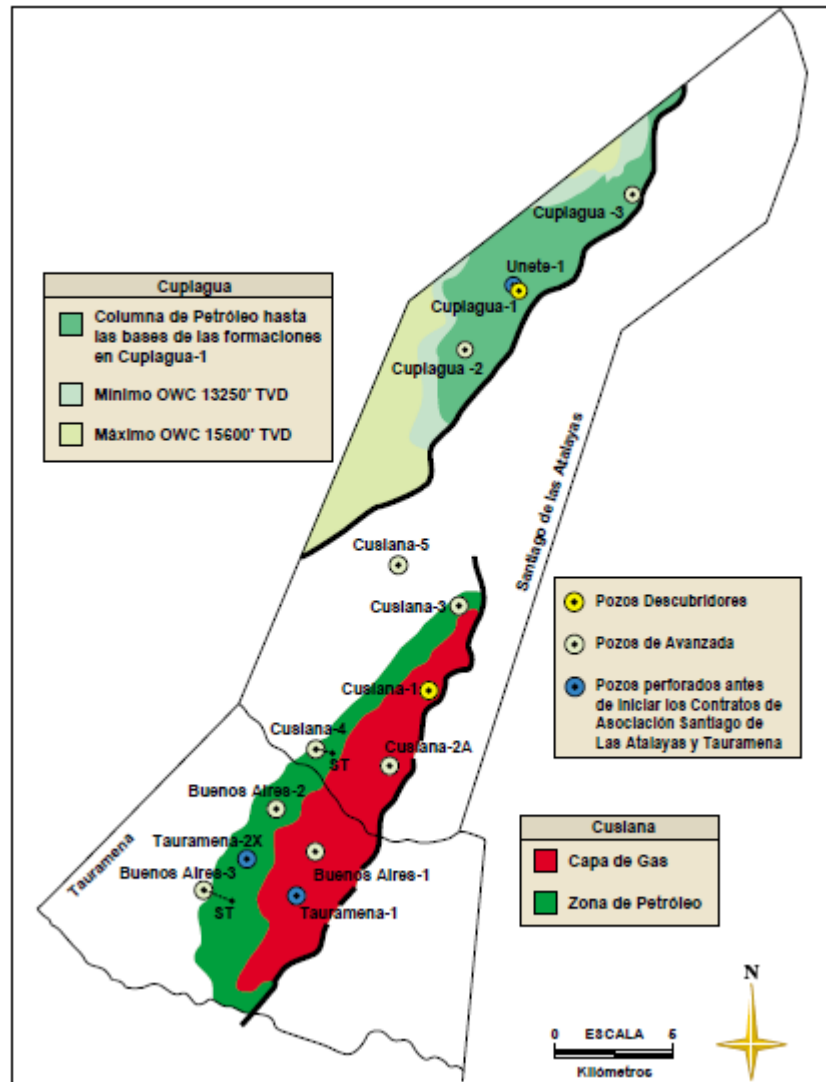 Cupiagua -3
Unete-1
Cupiagua-1
Cupiagua -2
Cupiagua
Columna de Petróleo hasta
las bases de las formaciones
en Cupiagua-1
Mínimo OWC 13250' TVD
Máximo OWC 15600' TVD
Santiago de las Atalayas
Cusiana-5
Cusiana-3
Cusiana-1
Cusiana-4
ST
Cusiana-2A
Buenos Aires-2
Tauramena-2X
Buenos Aires-3
ST
Buenos Aires-1
Tauramena-1
Tauramena
Pozos Descubridores
Pozos de Avanzada
Pozos perforados antes
de iniciar los Contratos de
Asociación Santiago de
Las Atalayas y Tauramena
Cusiana
Capa de Gas
Zona de Petróleo
N
0 ESCALA 5
Kilómetros